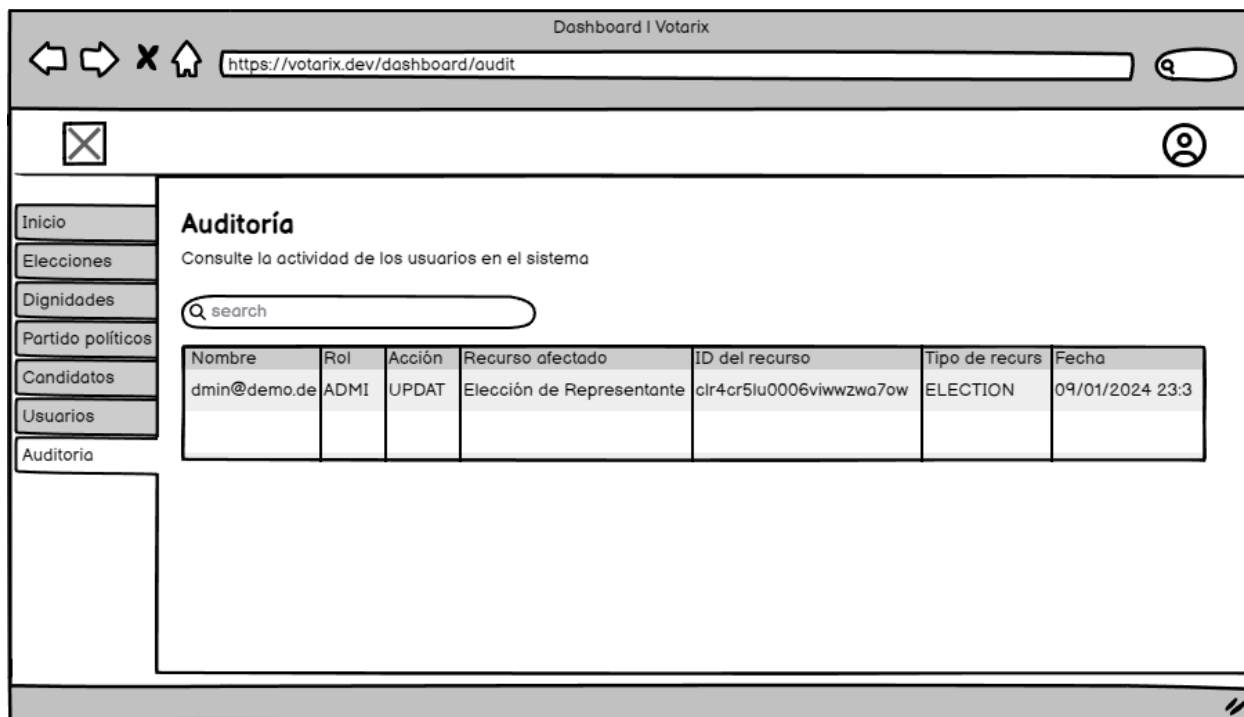 Dashboard | Votarix
https://votarix.dev/dashboard/audit
Inicio
Elecciones
Dignidades
Partido políticos
Candidatos
Usuarios
Auditoria
Auditoría
Consulte la actividad de los usuarios en el sistema
search
Nombre Rol Acción Recurso afectado ID del recurso Tipo de recurs Fecha
dmin@demo.de ADMI UPDAT Elección de Representante clr4cr5lu0006viwwzwa7ow ELECTION 09/01/2024 23:3